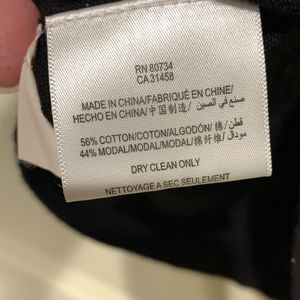 RN 80734
CA 31458
MADE IN CHINA/FABRIQUÉ EN CHINE/
HECHO EN CHINA/中国制造/ صنع في الصين
56% COTTON/COTON/ALGODÓN/棉/ قطن
44% MODAL/MODAL/MODAL/棉纤维/ مودال
DRY CLEAN ONLY
NETTOYAGE A SEC SEULEMENT